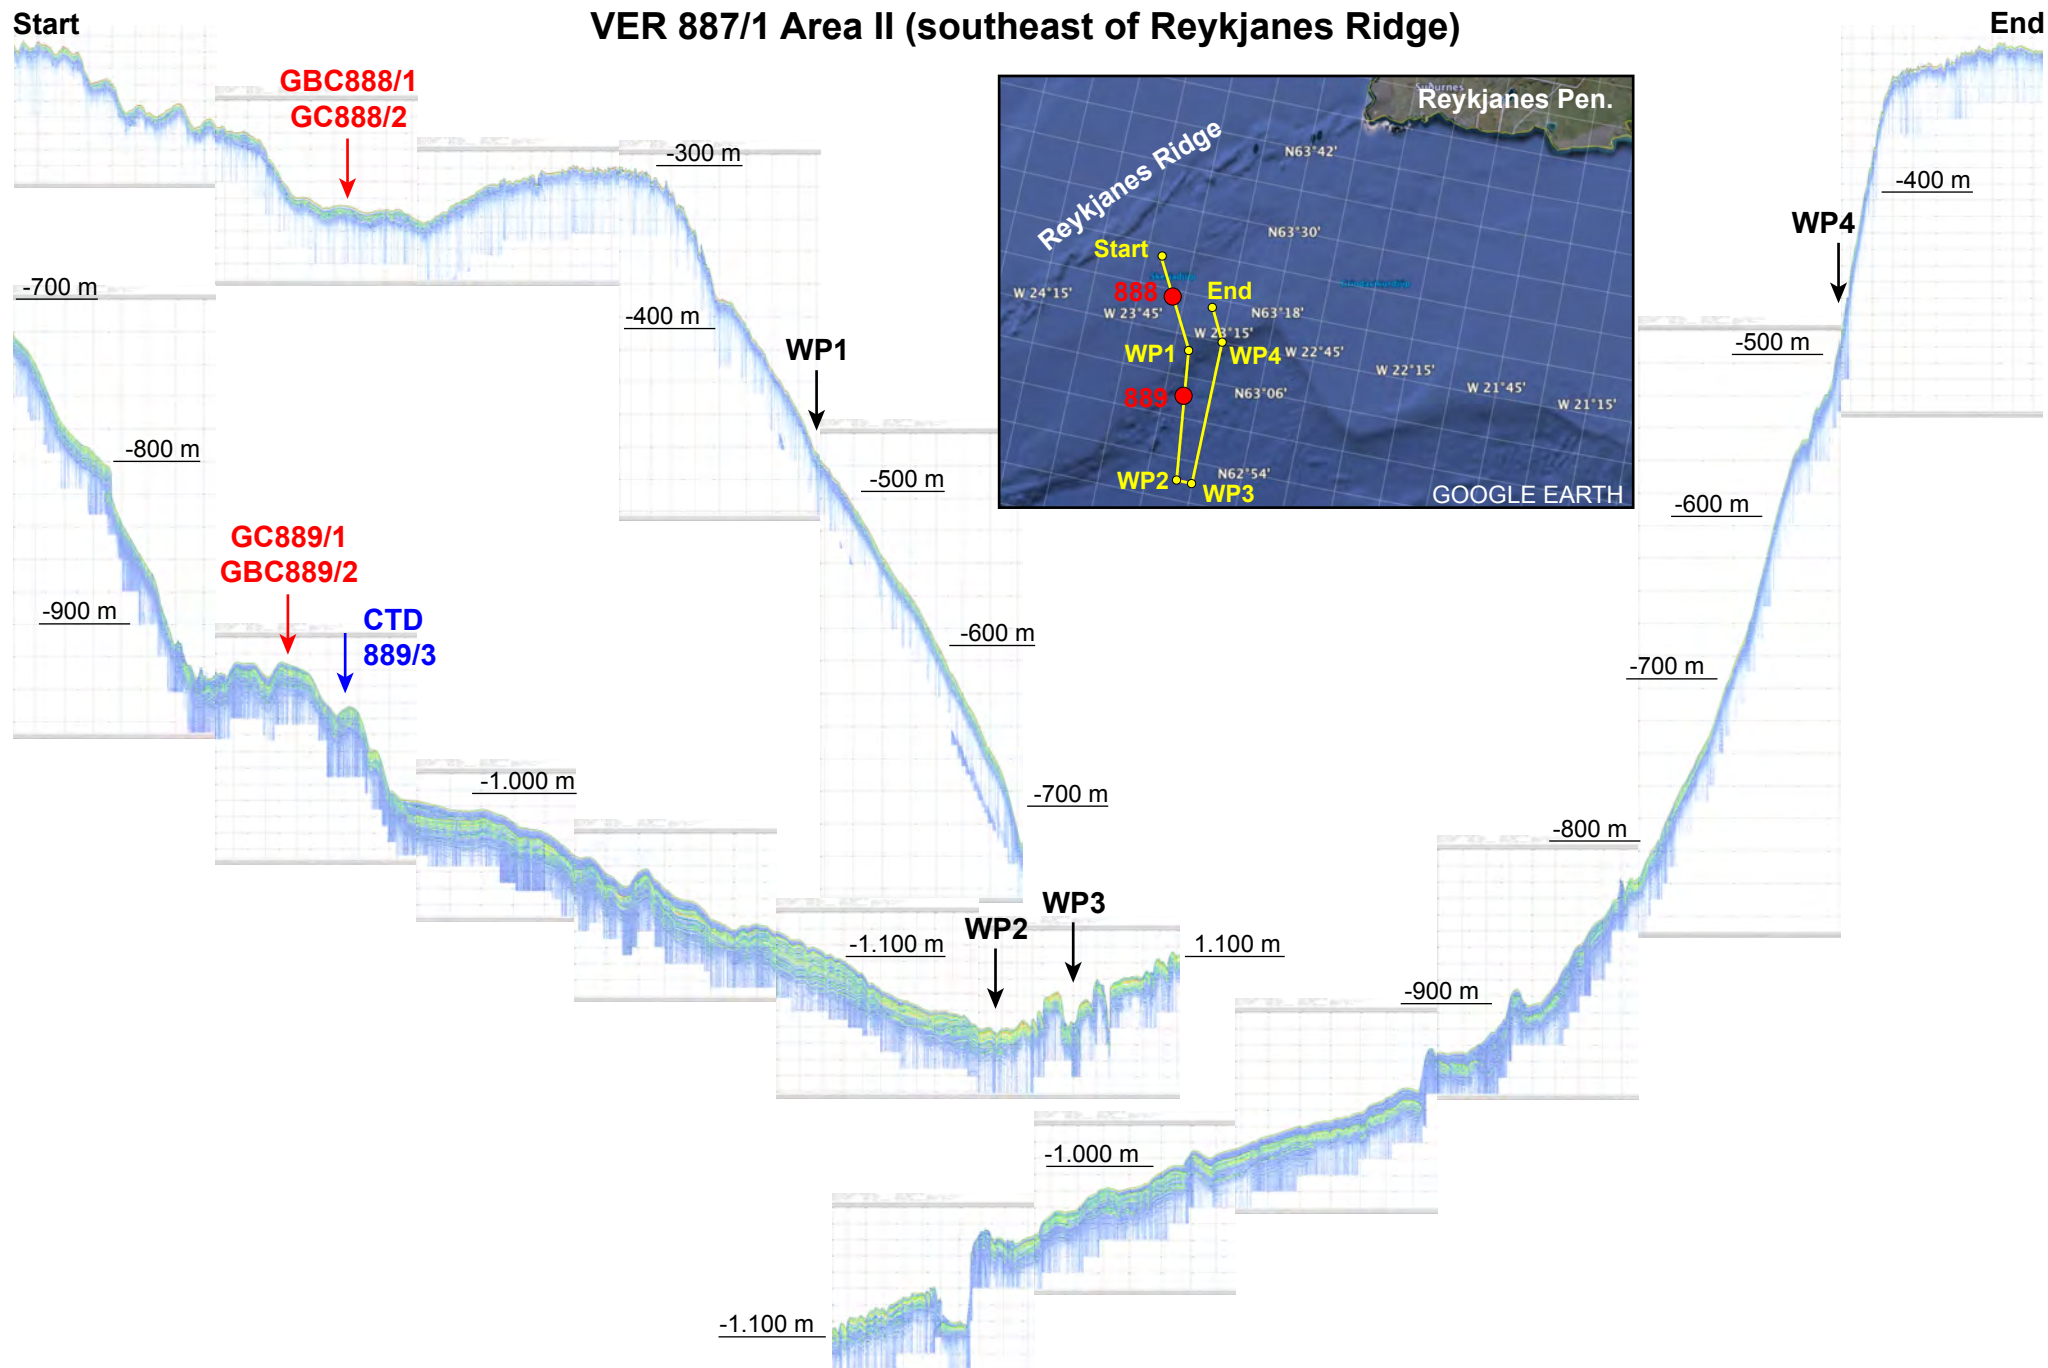 Start
VER 887/1 Area II (southeast of Reykjanes Ridge)
End
GBC888/1
GC888/2
-300 m
-400 m
WP1
-500 m
-600 m
-700 m
Reykjanes Pen.
Reykjanes Ridge
N63°42'
N63°30'
Start
W 24°15'
888
End
W 23°45'
N63°18'
W 23°15'
WP1
WP4
W 22°45'
W 22°15'
889
N63°06'
W 21°45'
W 21°15'
WP2
WP3
N62°54'
GOOGLE EARTH
-400 m
WP4
-500 m
-600 m
-700 m
-800 m
-900 m
-700 m
-800 m
-900 m
GC889/1
GBC889/2
CTD
889/3
-1.000 m
-1.100 m
WP2
WP3
1.100 m
-1.000 m
-1.100 m